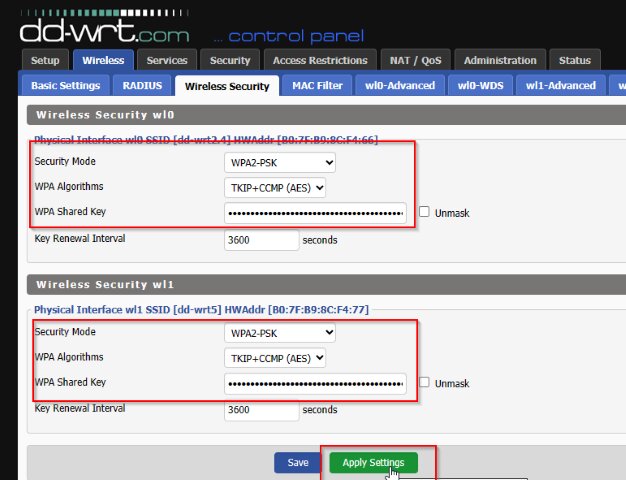 dd-wrt.com ... control panel
Setup Wireless Services Security Access Restrictions NAT / QoS Administration Status
Basic Settings RADIUS Wireless Security MAC Filter wl0-Advanced wl0-WDS wl1-Advanced w
Wireless Security wl0
Physical Interface wl0 SSID [dd-wrt2.4] HWAddr [B0:7F:B9:8C:F4:66]
Security Mode WPA2-PSK
WPA Algorithms TKIP+CCMP (AES)
WPA Shared Key Unmask
Key Renewal Interval 3600 seconds
Wireless Security wl1
Physical Interface wl1 SSID [dd-wrt5] HWAddr [B0:7F:B9:8C:F4:77]
Security Mode WPA2-PSK
WPA Algorithms TKIP+CCMP (AES)
WPA Shared Key Unmask
Key Renewal Interval 3600 seconds
Save Apply Settings